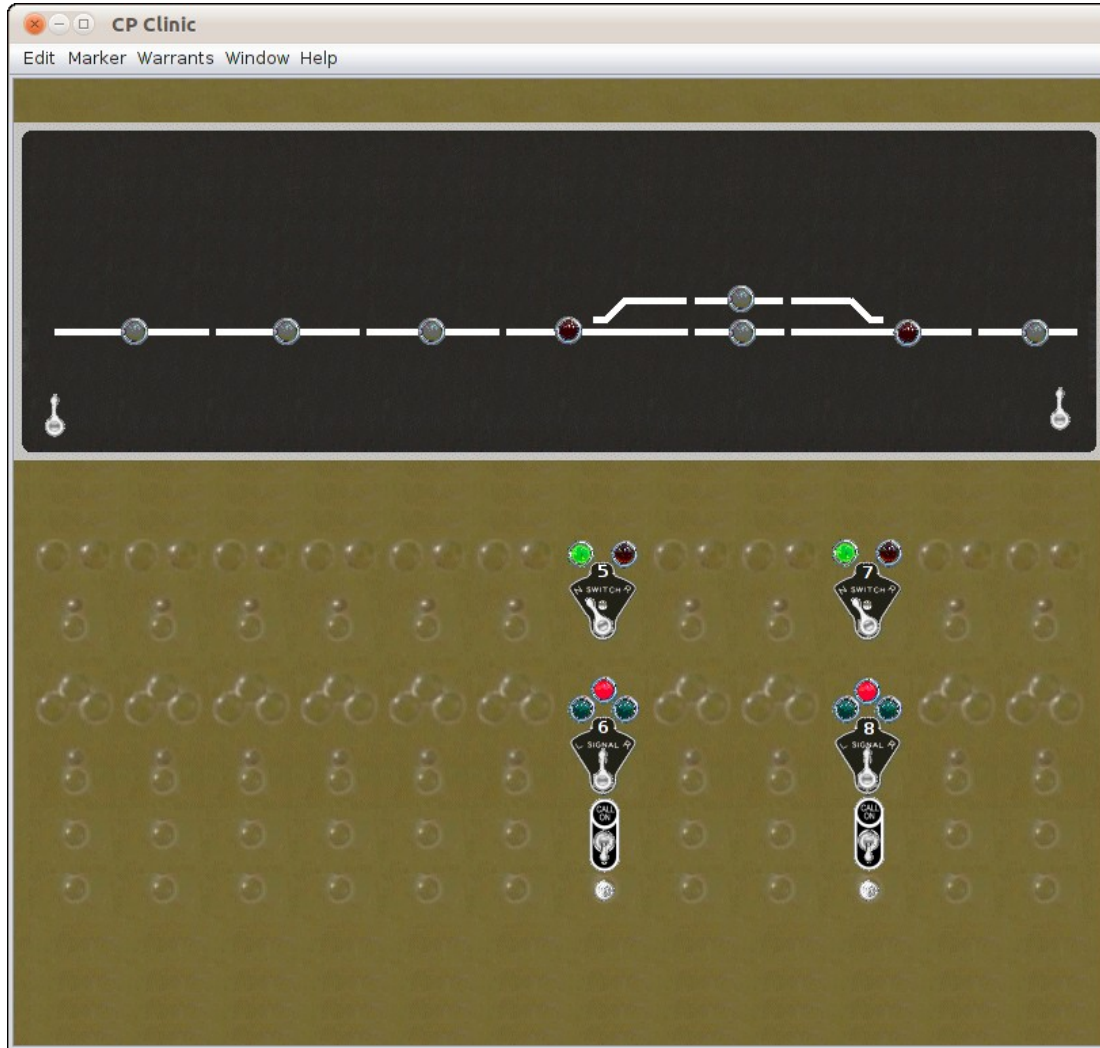 CP Clinic
Edit Marker Warrants Window Help
5 7
N SWITCH R N SWITCH R
6 8
L SIGNAL R L SIGNAL R
CALL ON CALL ON